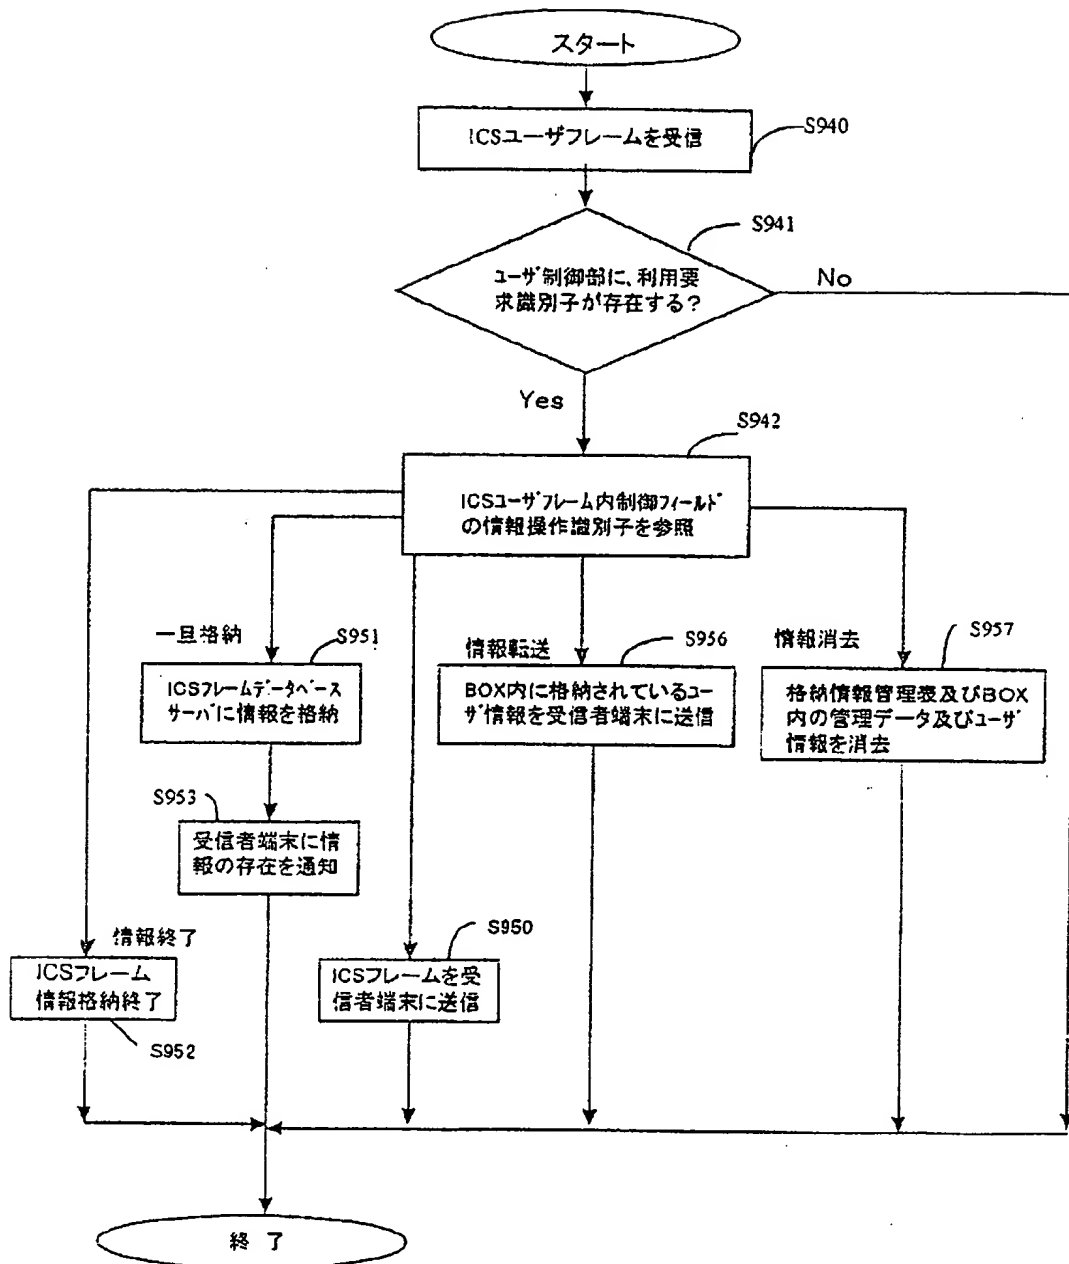 スタート
ICSユーザフレームを受信
S940
S941
ユーザ制御部に、利用要
求識別子が存在する?
No
Yes
S942
ICSユーザフレーム内制御フィールド
の情報操作識別子を参照
一旦格納
S951
情報転送
S956
情報消去
S957
ICSフレームデータベース
サーバに情報を格納
BOX内に格納されているユー
ザ情報を受信者端末に送信
格納情報管理表及びBOX
内の管理データ及びユーザ
情報を消去
S953
受信者端末に情
報の存在を通知
情報終了
S950
ICSフレーム
情報格納終了
ICSフレームを受
信者端末に送信
S952
終 了